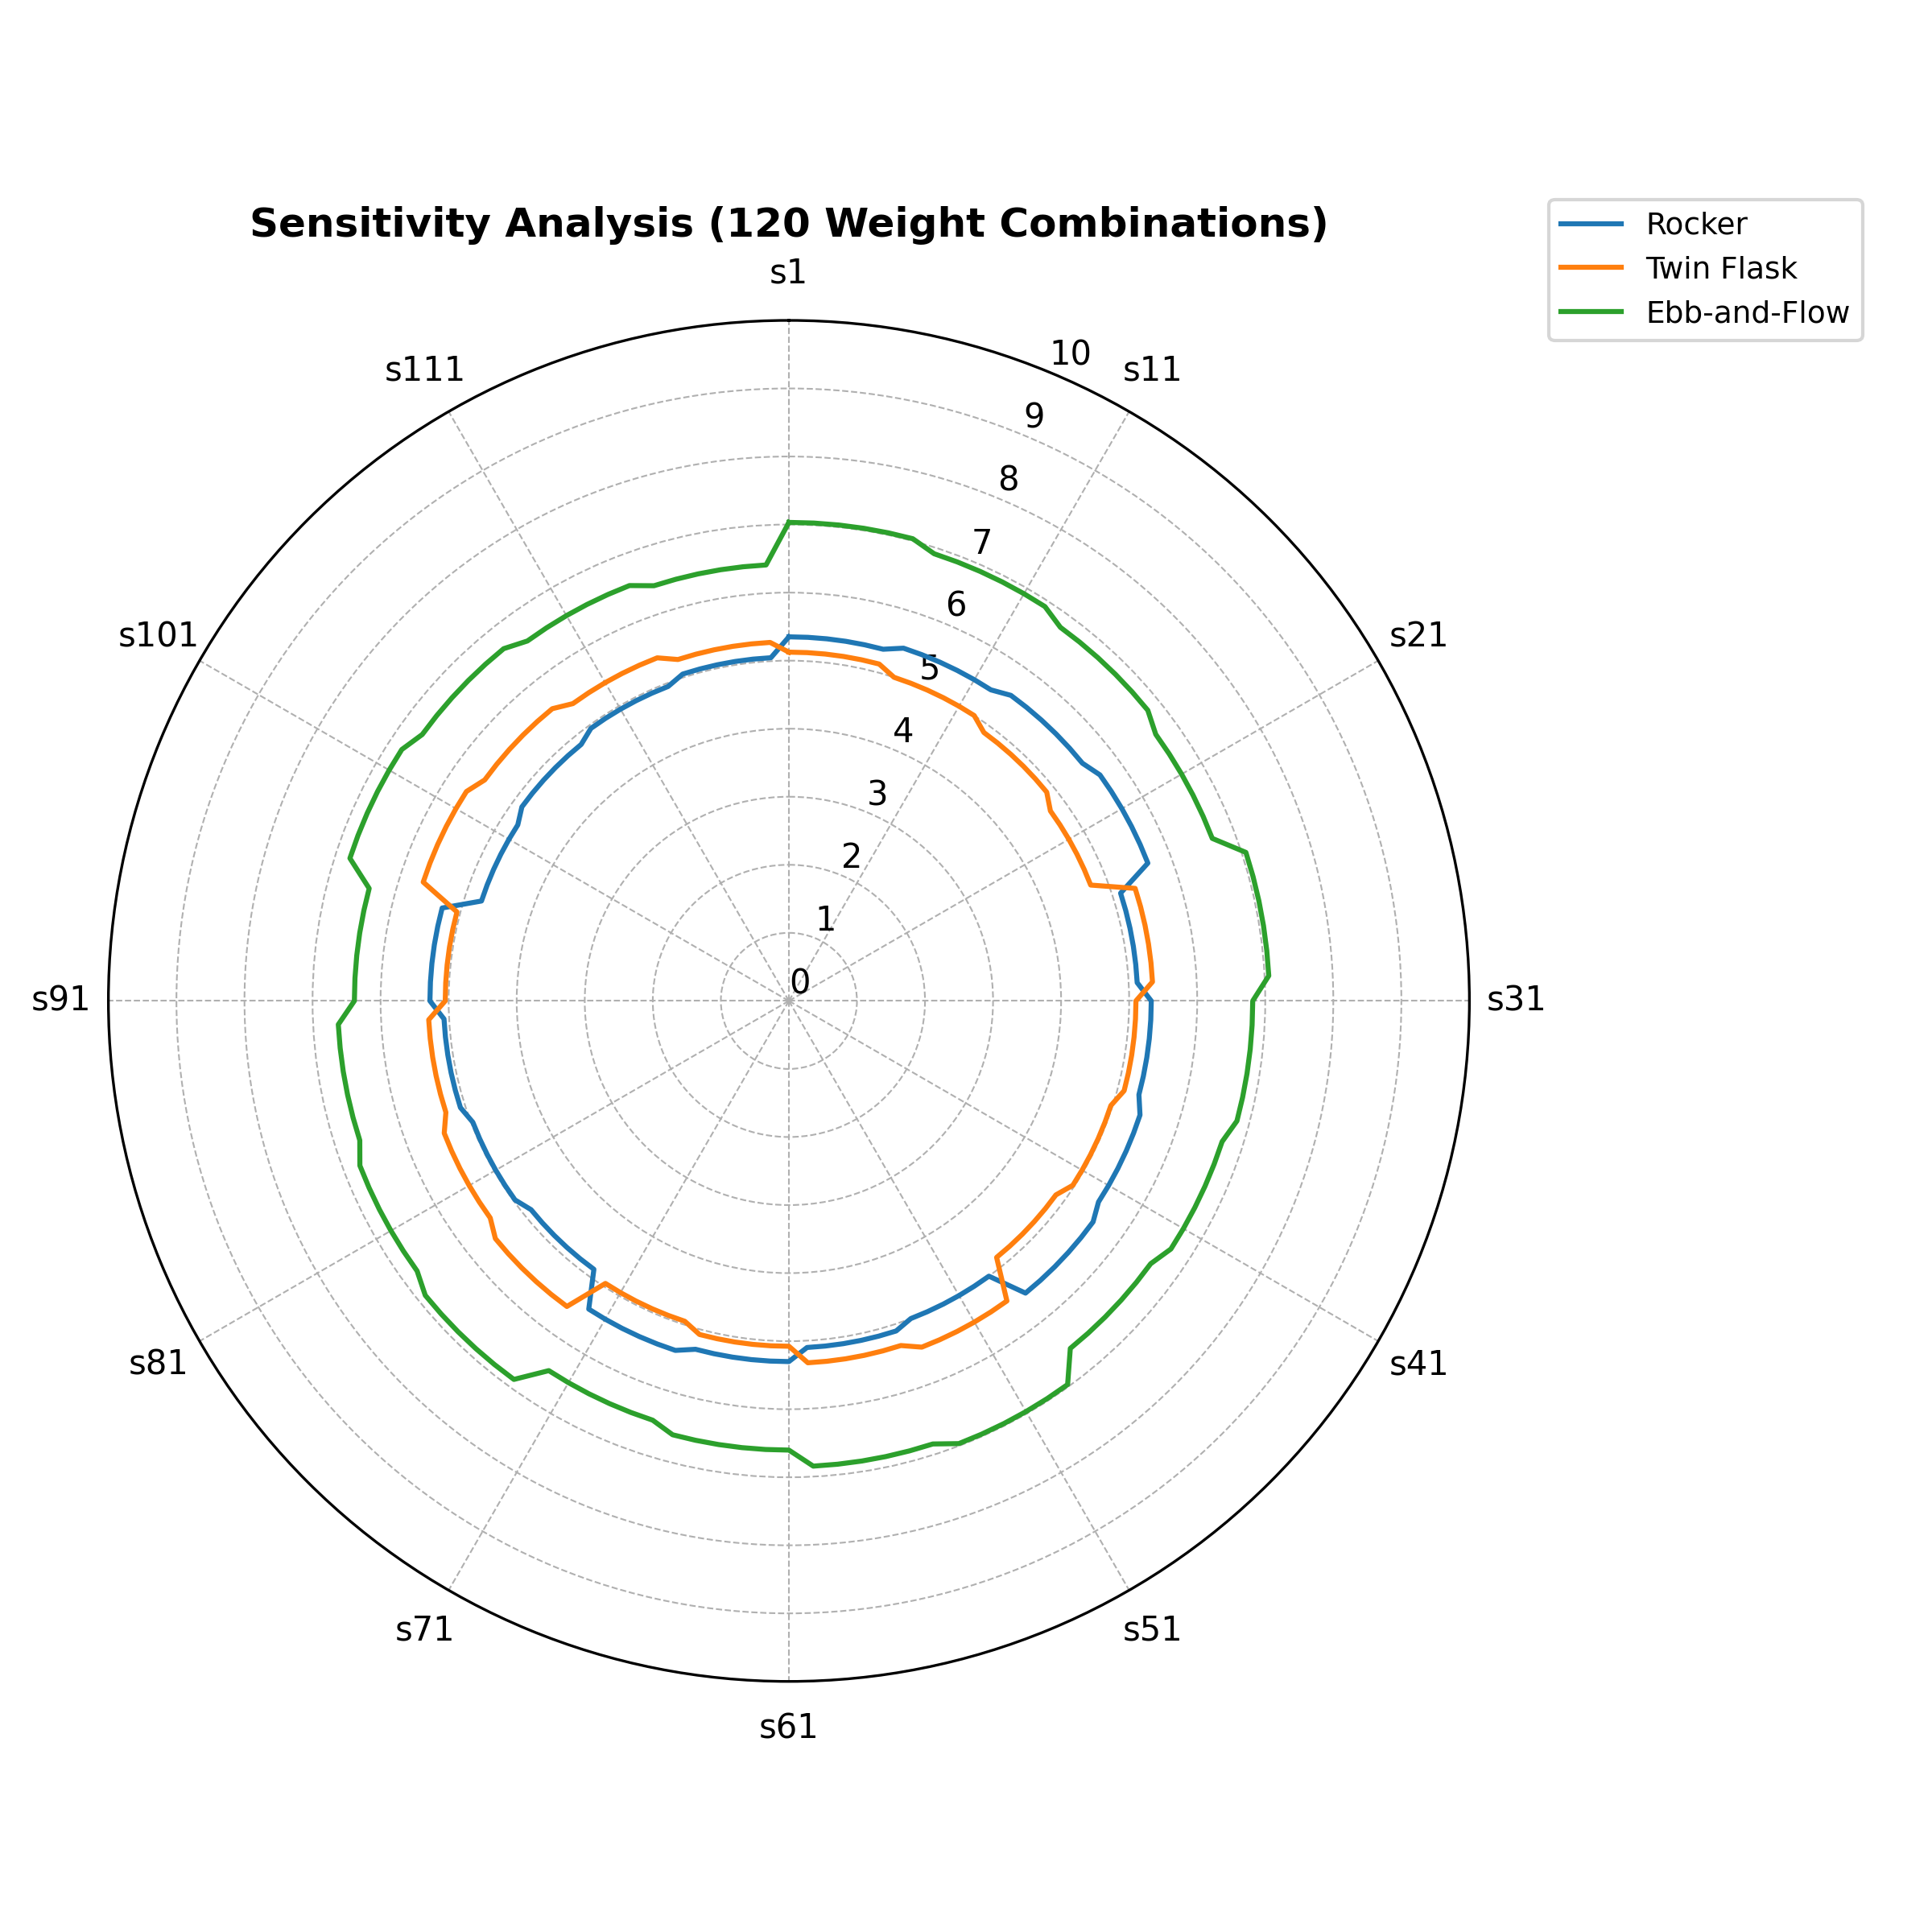 Sensitivity Analysis (120 Weight Combinations)
Rocker
Twin Flask
Ebb-and-Flow
s1
s11
s21
s31
s41
s51
s61
s71
s81
s91
s101
s111
10
9
8
7
6
5
4
3
2
1
0